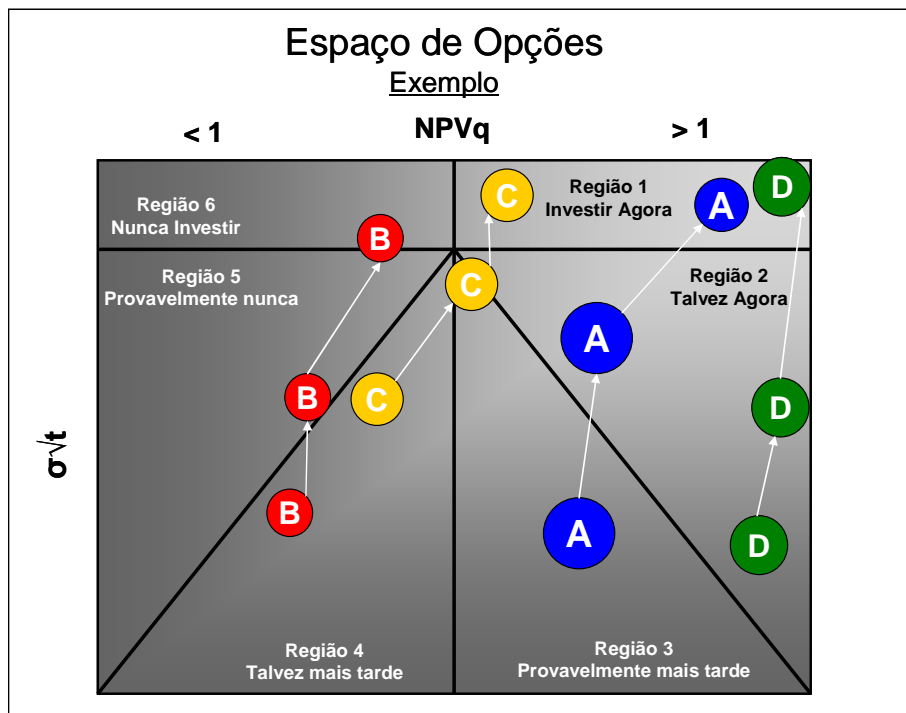 Espaço de Opções
Exemplo
< 1
NPVq
> 1
Região 6
Nunca Investir
Região 1
Investir Agora
C
A
D
B
Região 5
Provavelmente nunca
Região 2
Talvez Agora
C
A
B
C
D
σ√t
B
A
D
Região 4
Talvez mais tarde
Região 3
Provavelmente mais tarde